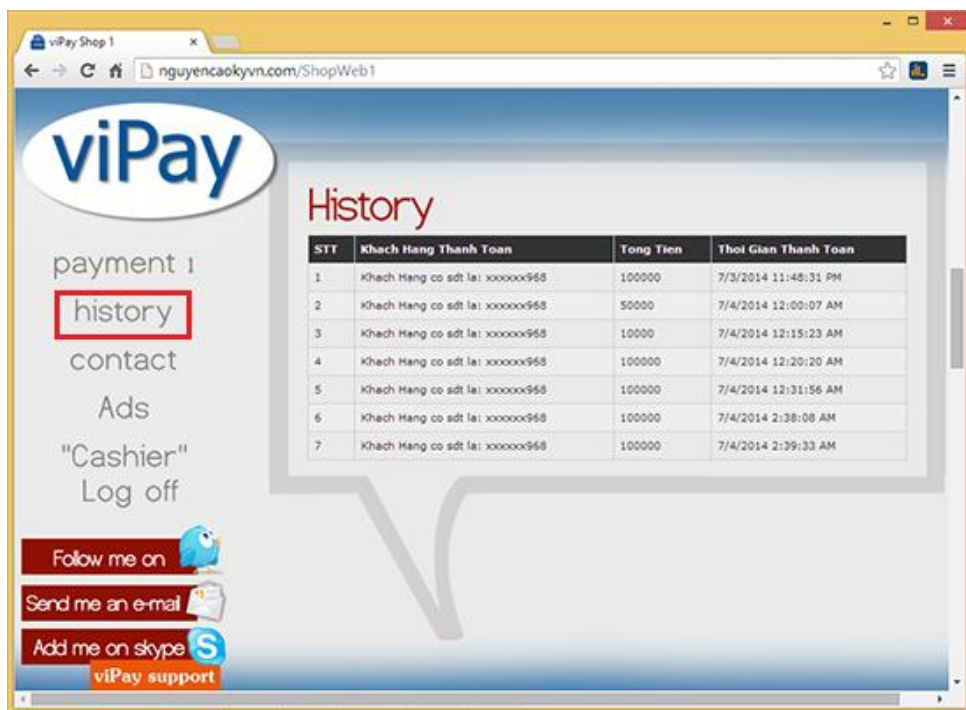 viPay Shop 1
nguyencaokyvn.com/ShopWeb1
viPay
payment 1
history
contact
Ads
"Cashier"
Log off
Follow me on
Send me an e-mail
Add me on skype
viPay support
History
STT Khach Hang Thanh Toan Tong Tien Thoi Gian Thanh Toan
1 Khach Hang co sdt la: xxxxxx968 100000 7/3/2014 11:48:31 PM
2 Khach Hang co sdt la: xxxxxx968 50000 7/4/2014 12:00:07 AM
3 Khach Hang co sdt la: xxxxxx968 10000 7/4/2014 12:15:23 AM
4 Khach Hang co sdt la: xxxxxx968 100000 7/4/2014 12:20:20 AM
5 Khach Hang co sdt la: xxxxxx968 100000 7/4/2014 12:31:56 AM
6 Khach Hang co sdt la: xxxxxx968 100000 7/4/2014 2:38:08 AM
7 Khach Hang co sdt la: xxxxxx968 100000 7/4/2014 2:39:33 AM